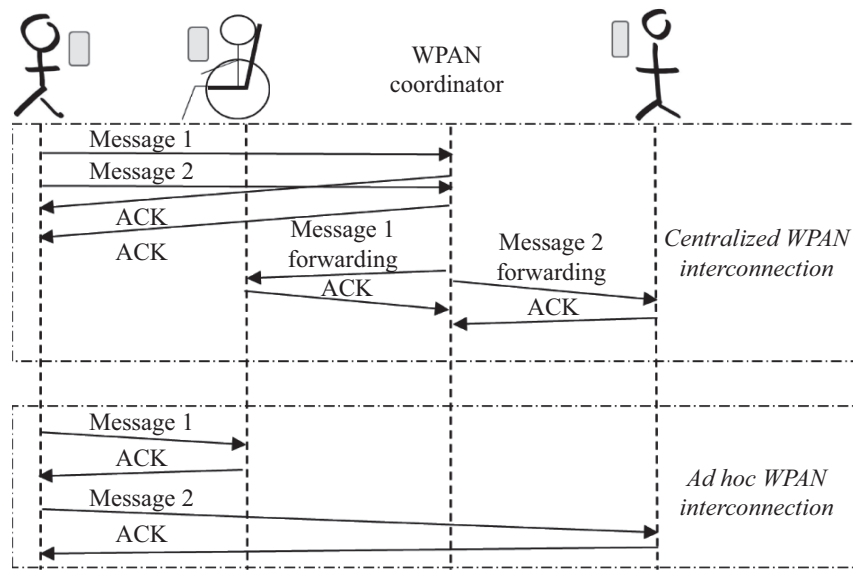 WPAN
coordinator
Message 1
Message 2
ACK
ACK
Message 1
forwarding
Message 2
forwarding
ACK
ACK
Centralized WPAN
interconnection
Message 1
ACK
Message 2
ACK
Ad hoc WPAN
interconnection